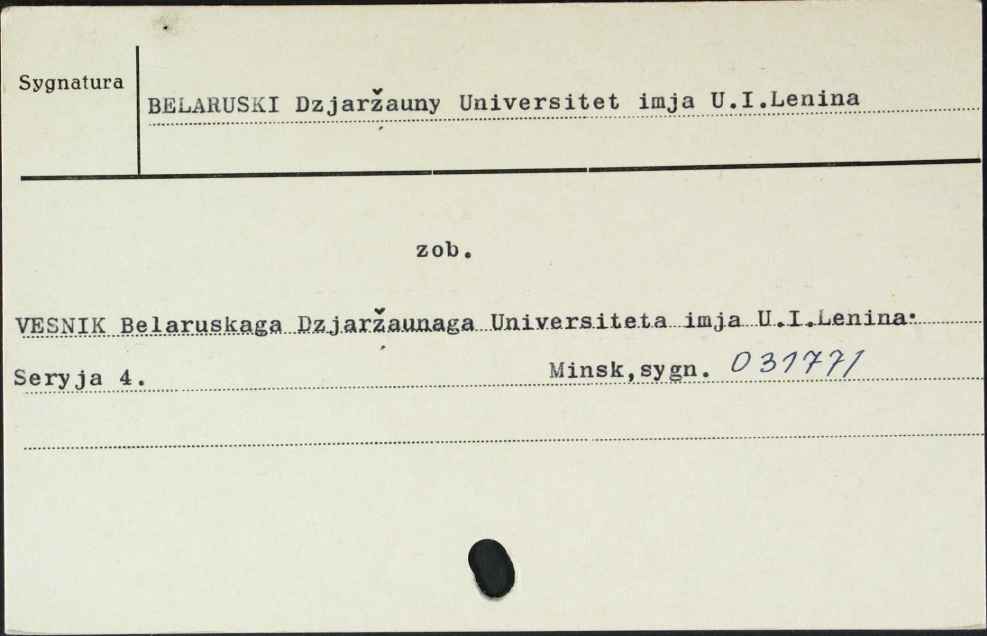 Sygnatura
BELARUSKI Dzjaržauny Universitet imja U.I.Lenina
zob.
VESNIK Belaruskaga Dzjaržaunaga Universiteta imja U.I.Lenina.
Seryja 4. Minsk,sygn. 031771